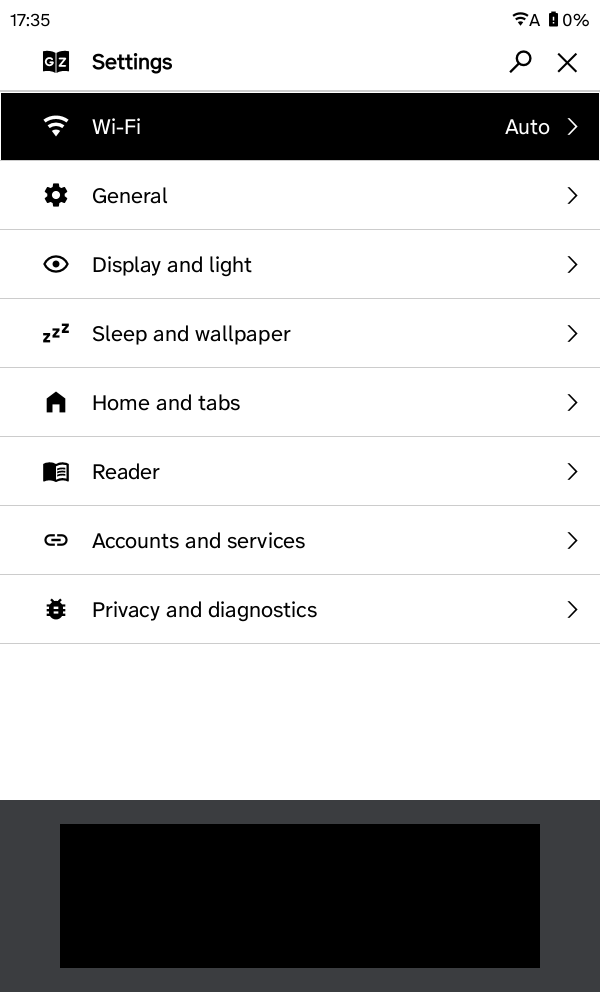 17:35 A 0%
GZ Settings
Wi-Fi Auto
General
Display and light
zzz Sleep and wallpaper
Home and tabs
Reader
Accounts and services
Privacy and diagnostics